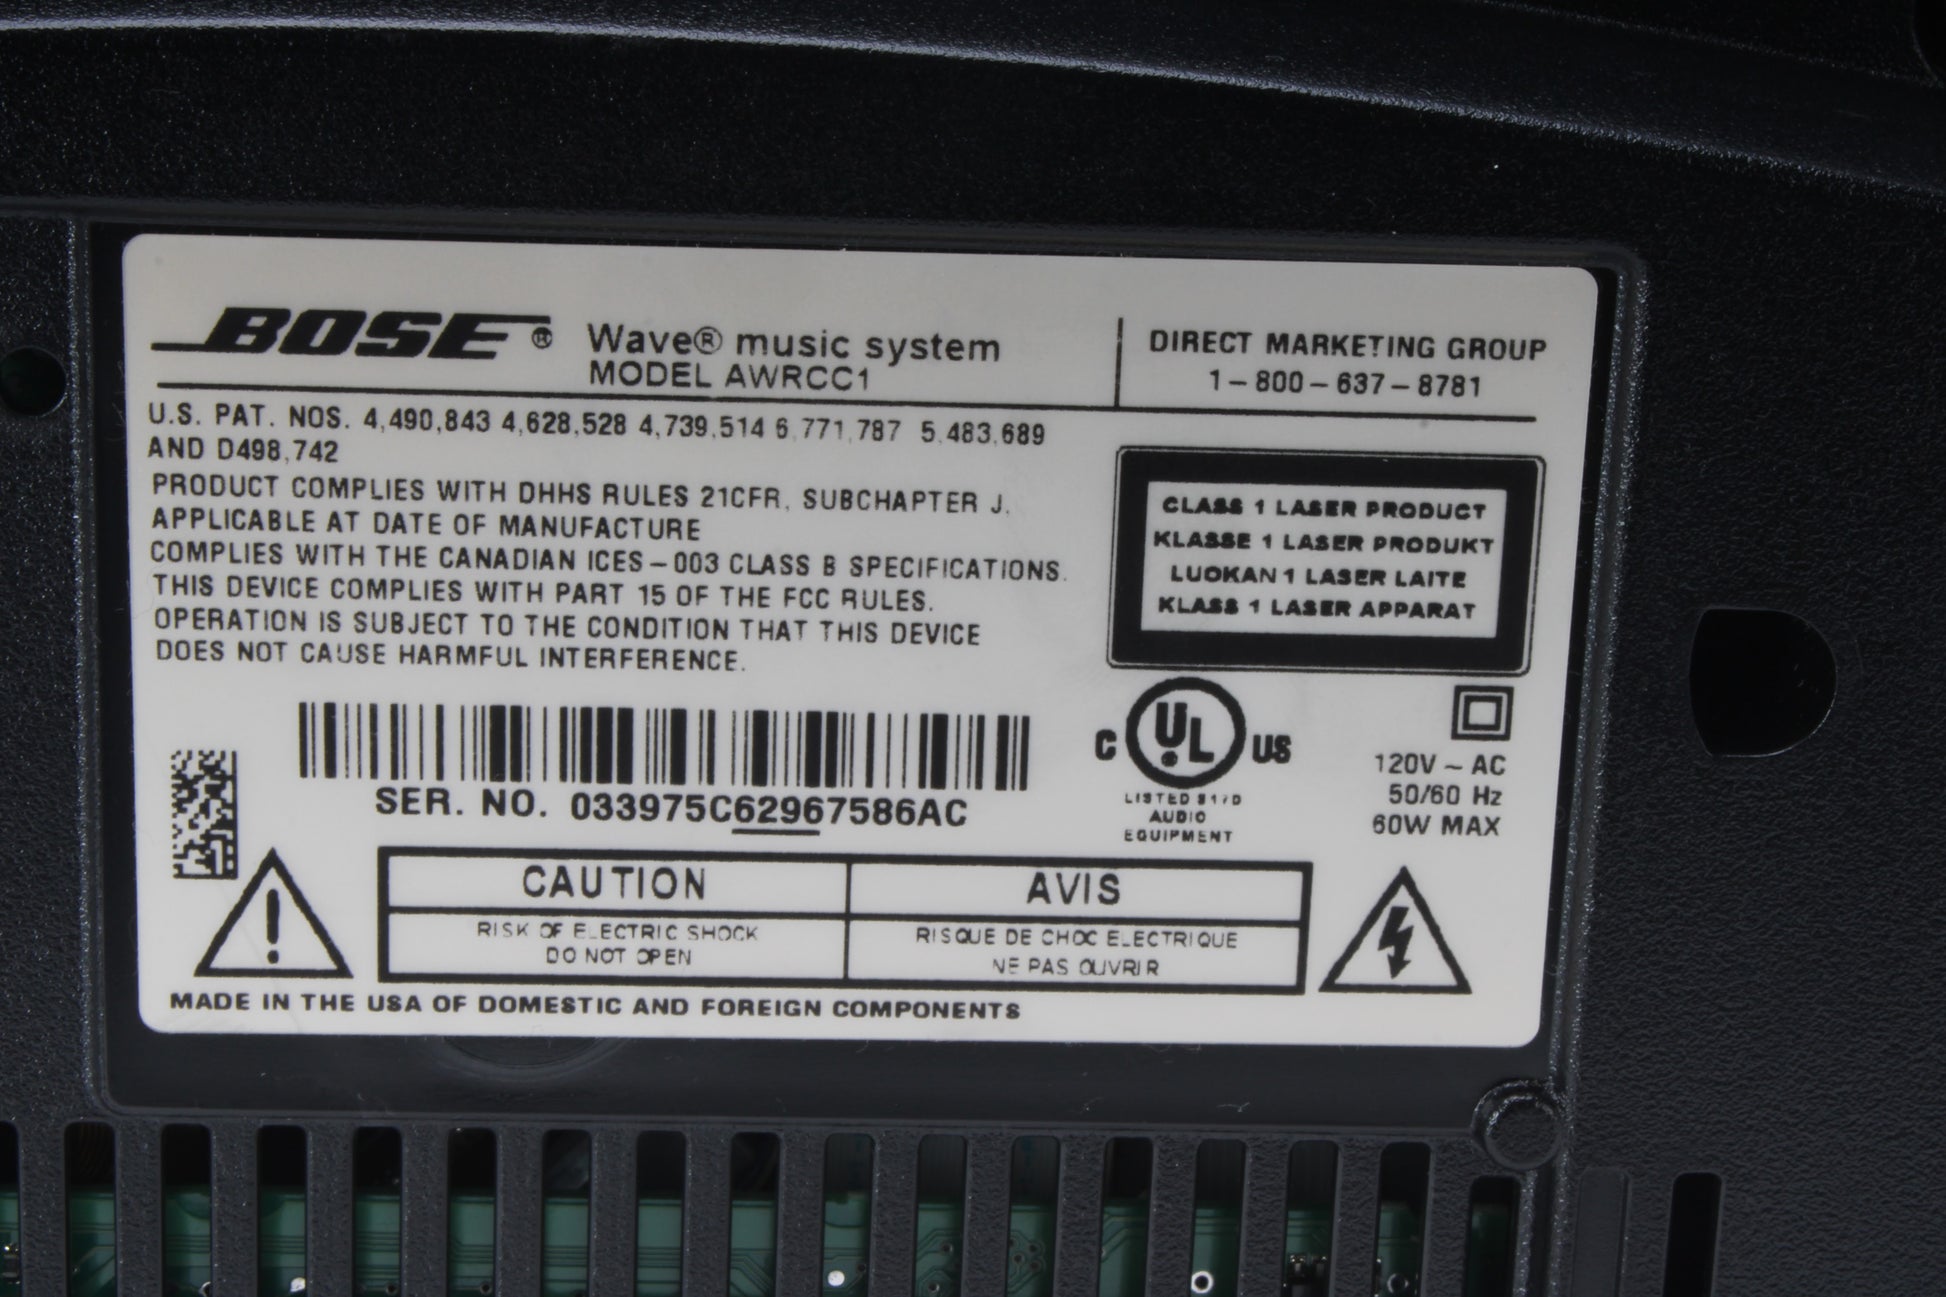 BOSE® Wave® music system
MODEL AWRCC1
DIRECT MARKETING GROUP
1-800-637-8781
U.S. PAT. NOS. 4,490,843 4,628,528 4,739,514 6,771,787 5,483,689
AND D498,742
PRODUCT COMPLIES WITH DHHS RULES 21CFR, SUBCHAPTER J.
APPLICABLE AT DATE OF MANUFACTURE
COMPLIES WITH THE CANADIAN ICES-003 CLASS B SPECIFICATIONS.
THIS DEVICE COMPLIES WITH PART 15 OF THE FCC RULES.
OPERATION IS SUBJECT TO THE CONDITION THAT THIS DEVICE
DOES NOT CAUSE HARMFUL INTERFERENCE.
CLASS 1 LASER PRODUCT
KLASSE 1 LASER PRODUKT
LUOKAN 1 LASER LAITE
KLASS 1 LASER APPARAT
SER. NO. 033975C62967586AC
C UL US
LISTED
AUDIO
EQUIPMENT
120V ~ AC
50/60 Hz
60W MAX
CAUTION
RISK OF ELECTRIC SHOCK
DO NOT OPEN
AVIS
RISQUE DE CHOC ELECTRIQUE
NE PAS OUVRIR
MADE IN THE USA OF DOMESTIC AND FOREIGN COMPONENTS